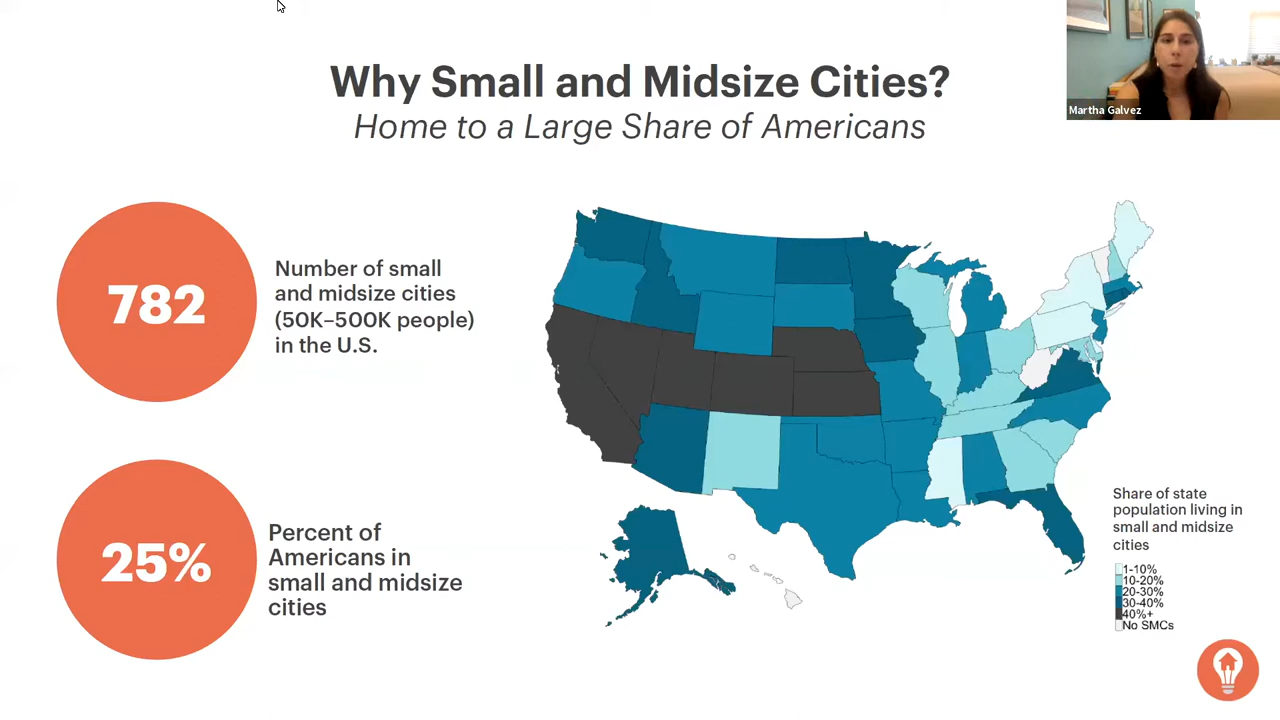 Why Small and Midsize Cities?
Home to a Large Share of Americans
Martha Galvez
782
Number of small
and midsize cities
(50K–500K people)
in the U.S.
25%
Percent of
Americans in
small and midsize
cities
Share of state
population living in
small and midsize
cities
1-10%
10-20%
20-30%
30-40%
40%+
No SMCs